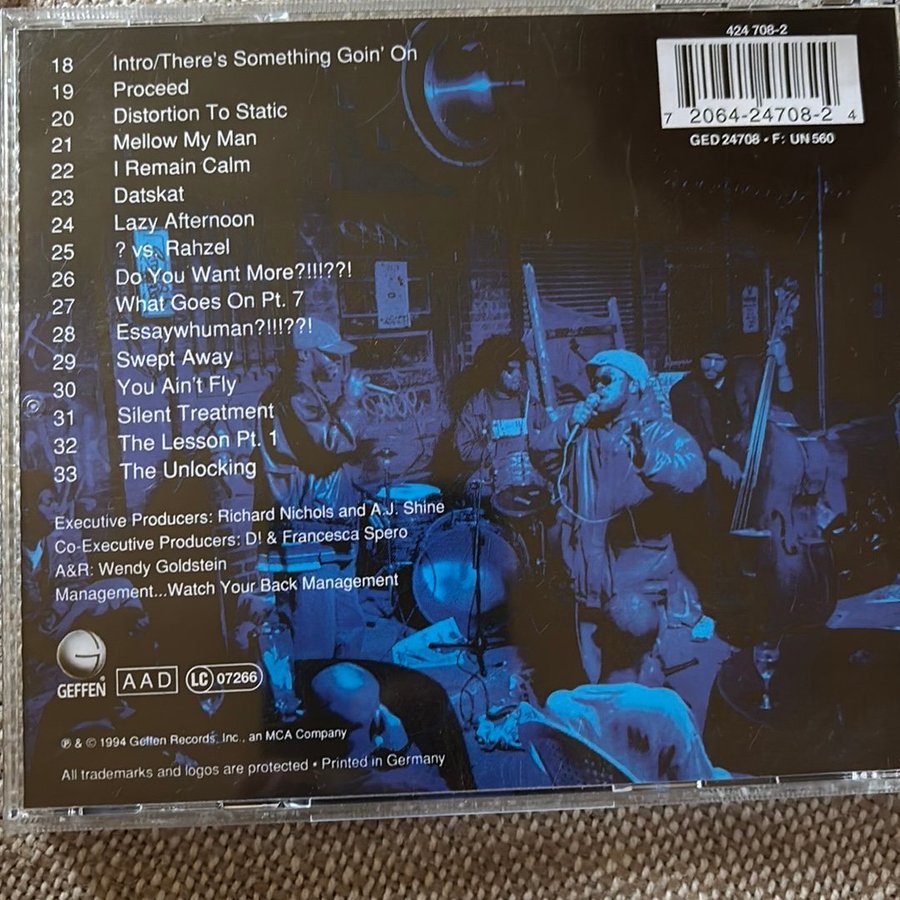 424 708-2
7 2064-24708-2 4
GED 24708 • F: UN 560
18 Intro/There's Something Goin' On
19 Proceed
20 Distortion To Static
21 Mellow My Man
22 I Remain Calm
23 Datskat
24 Lazy Afternoon
25 ? vs. Rahzel
26 Do You Want More?!!!??!
27 What Goes On Pt. 7
28 Essaywhuman?!!!??!
29 Swept Away
30 You Ain't Fly
31 Silent Treatment
32 The Lesson Pt. 1
33 The Unlocking
Executive Producers: Richard Nichols and A.J. Shine
Co-Executive Producers: D! & Francesca Spero
A&R: Wendy Goldstein
Management...Watch Your Back Management
G
GEFFEN®
AAD
LC 07266
℗ & © 1994 Geffen Records, Inc., an MCA Company
All trademarks and logos are protected • Printed in Germany